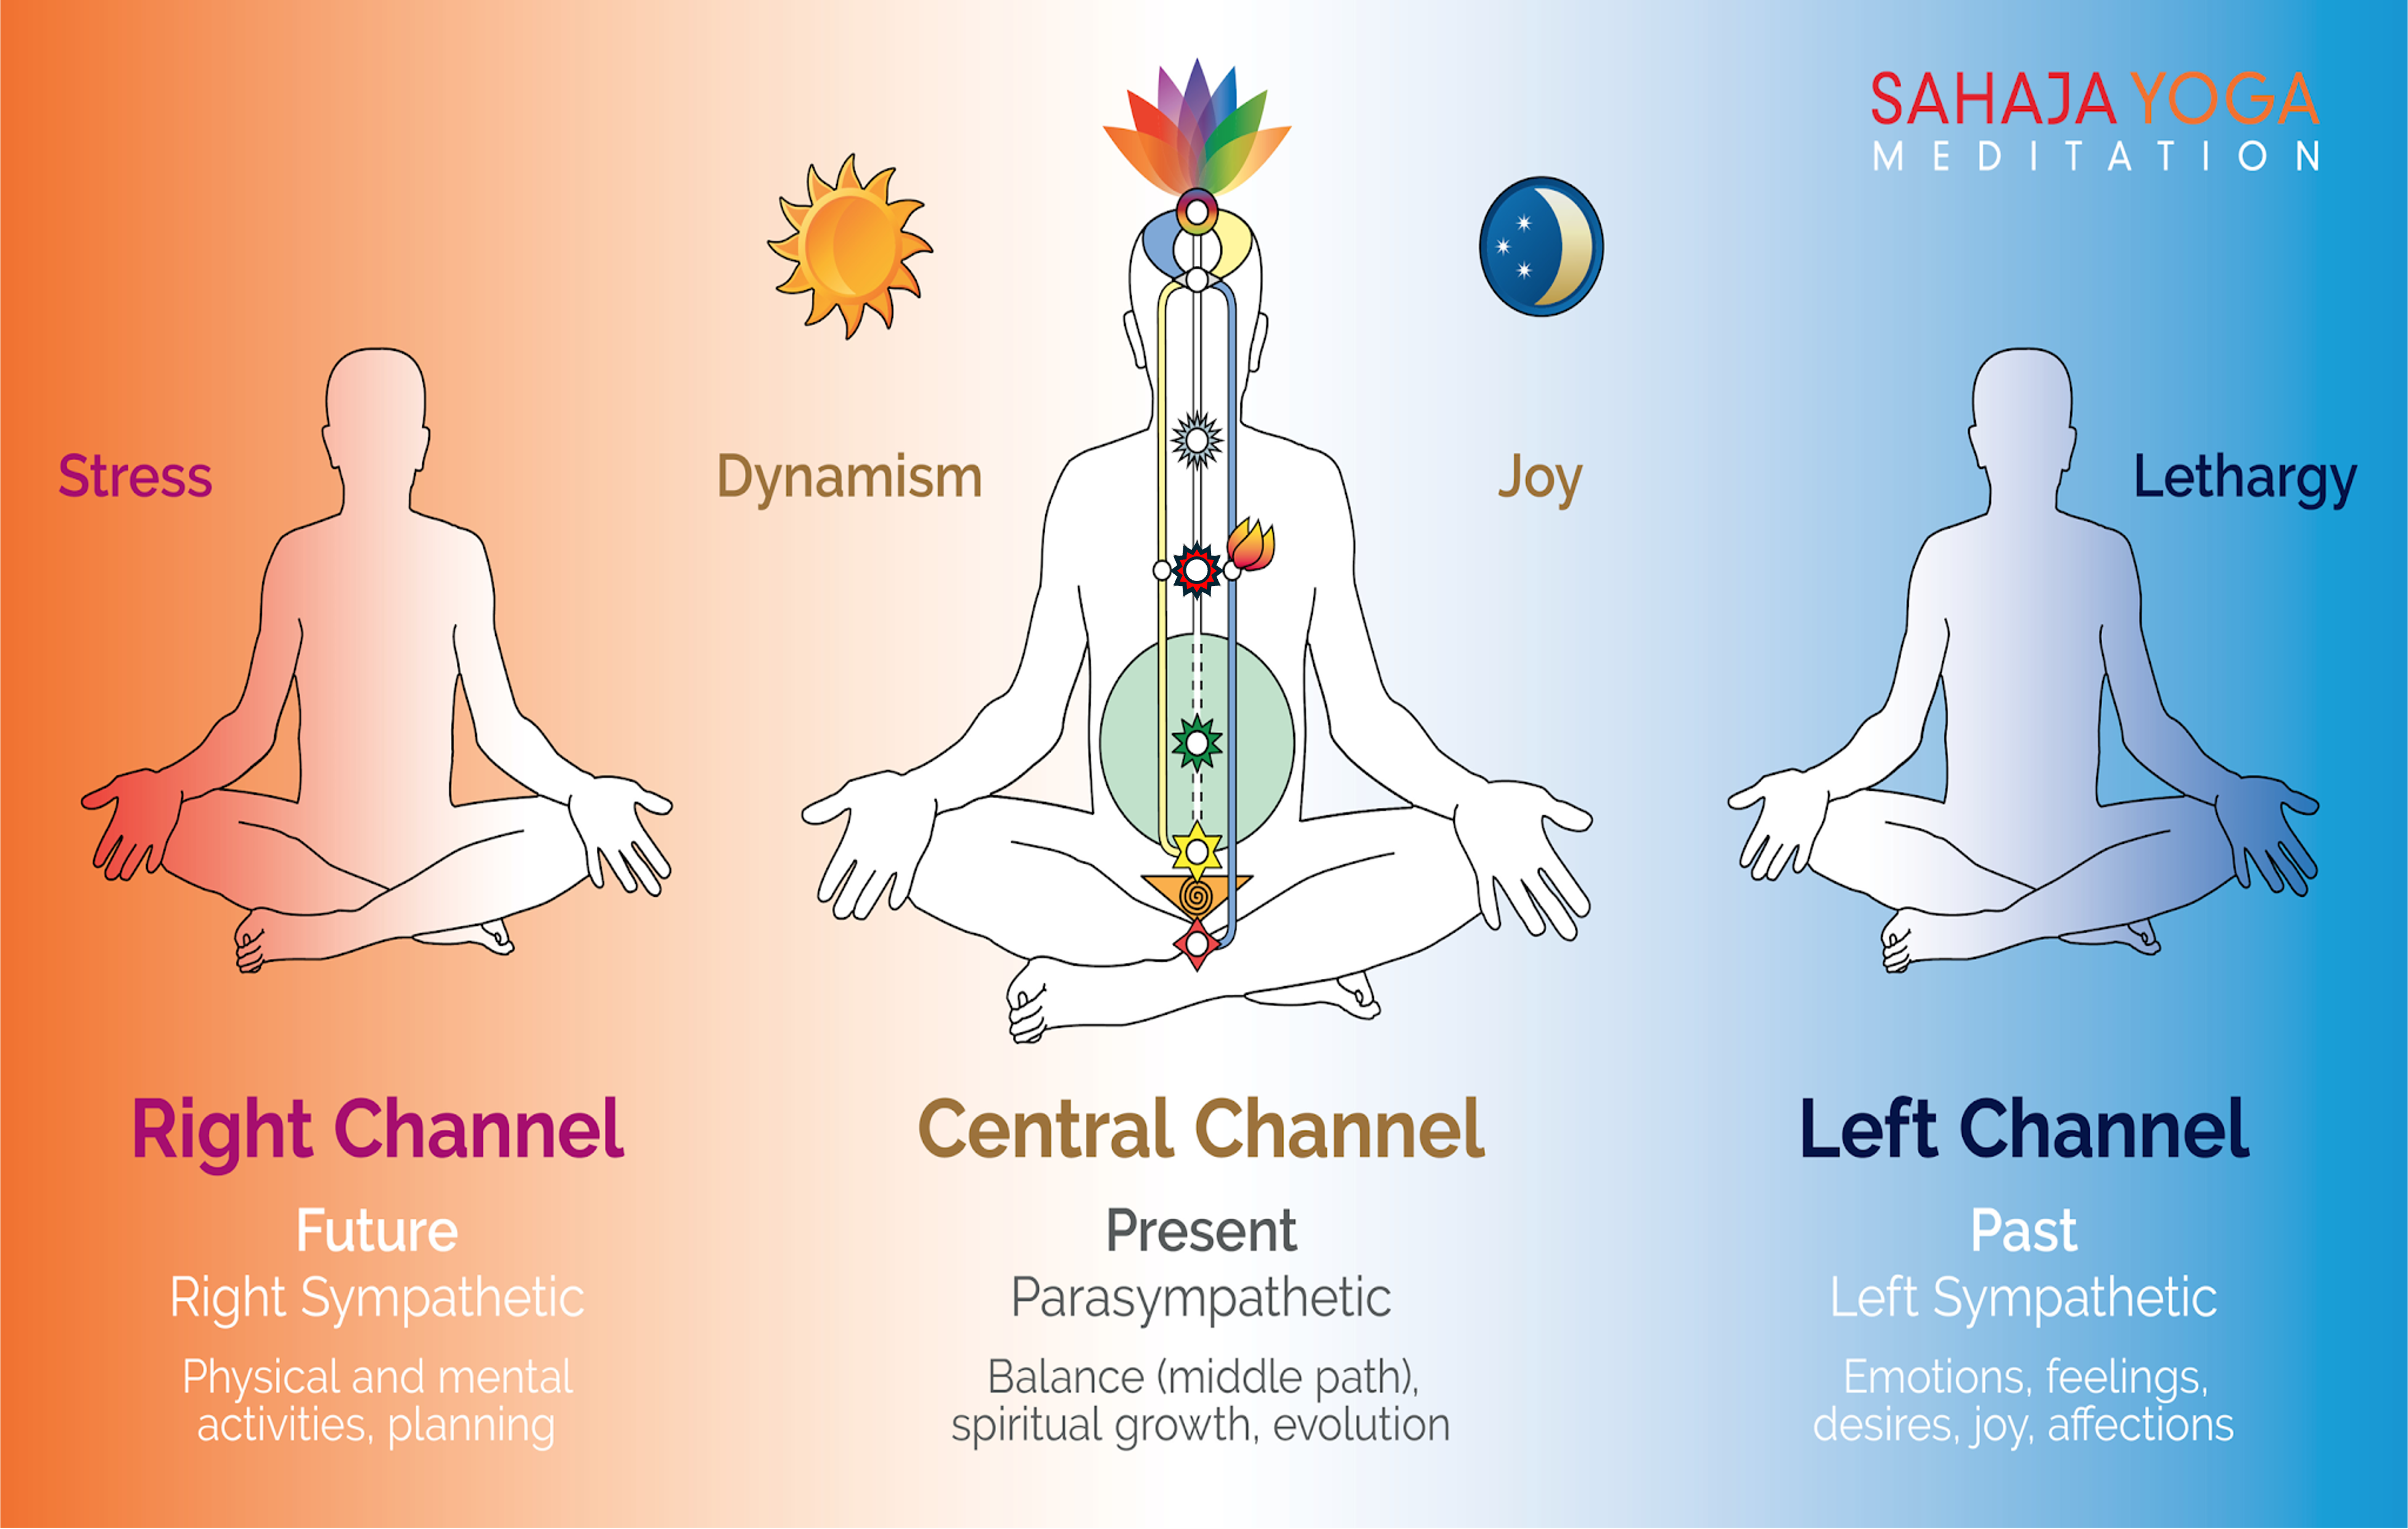 SAHAJA YOGA
MEDITATION
Stress
Dynamism
Joy
Lethargy
Right Channel
Future
Right Sympathetic
Physical and mental
activities, planning
Central Channel
Present
Parasympathetic
Balance (middle path),
spiritual growth, evolution
Left Channel
Past
Left Sympathetic
Emotions, feelings,
desires, joy, affections